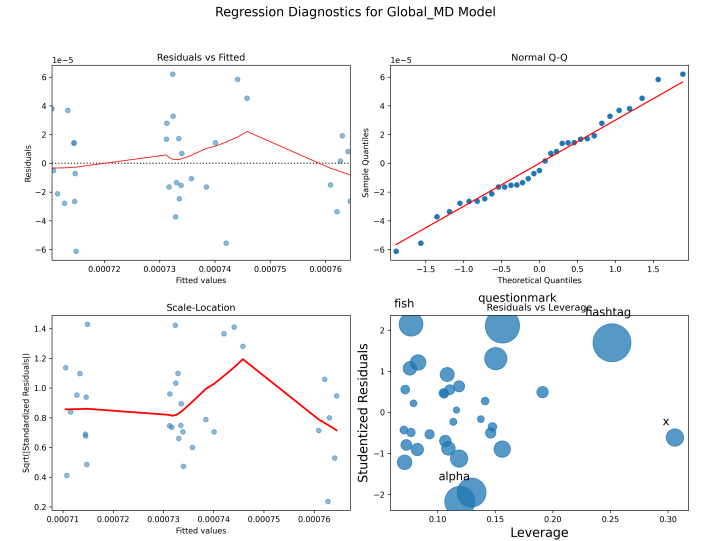 Regression Diagnostics for Global_MD Model
Residuals vs Fitted
1e−5
6
4
2
0
−2
−4
−6
Residuals
0.00072
0.00073
0.00074
0.00075
0.00076
Fitted values
Normal Q-Q
1e−5
6
4
2
0
−2
−4
−6
Sample Quantiles
−1.5
−1.0
−0.5
0.0
0.5
1.0
1.5
Theoretical Quantiles
Scale-Location
1.4
1.2
1.0
0.8
0.6
0.4
0.2
Sqrt(|Standardized Residuals|)
0.00071
0.00072
0.00073
0.00074
0.00075
0.00076
Fitted values
Residuals vs Leverage
fish
questionmark
hashtag
x
alpha
2
1
0
−1
−2
Studentized Residuals
0.10
0.15
0.20
0.25
0.30
Leverage